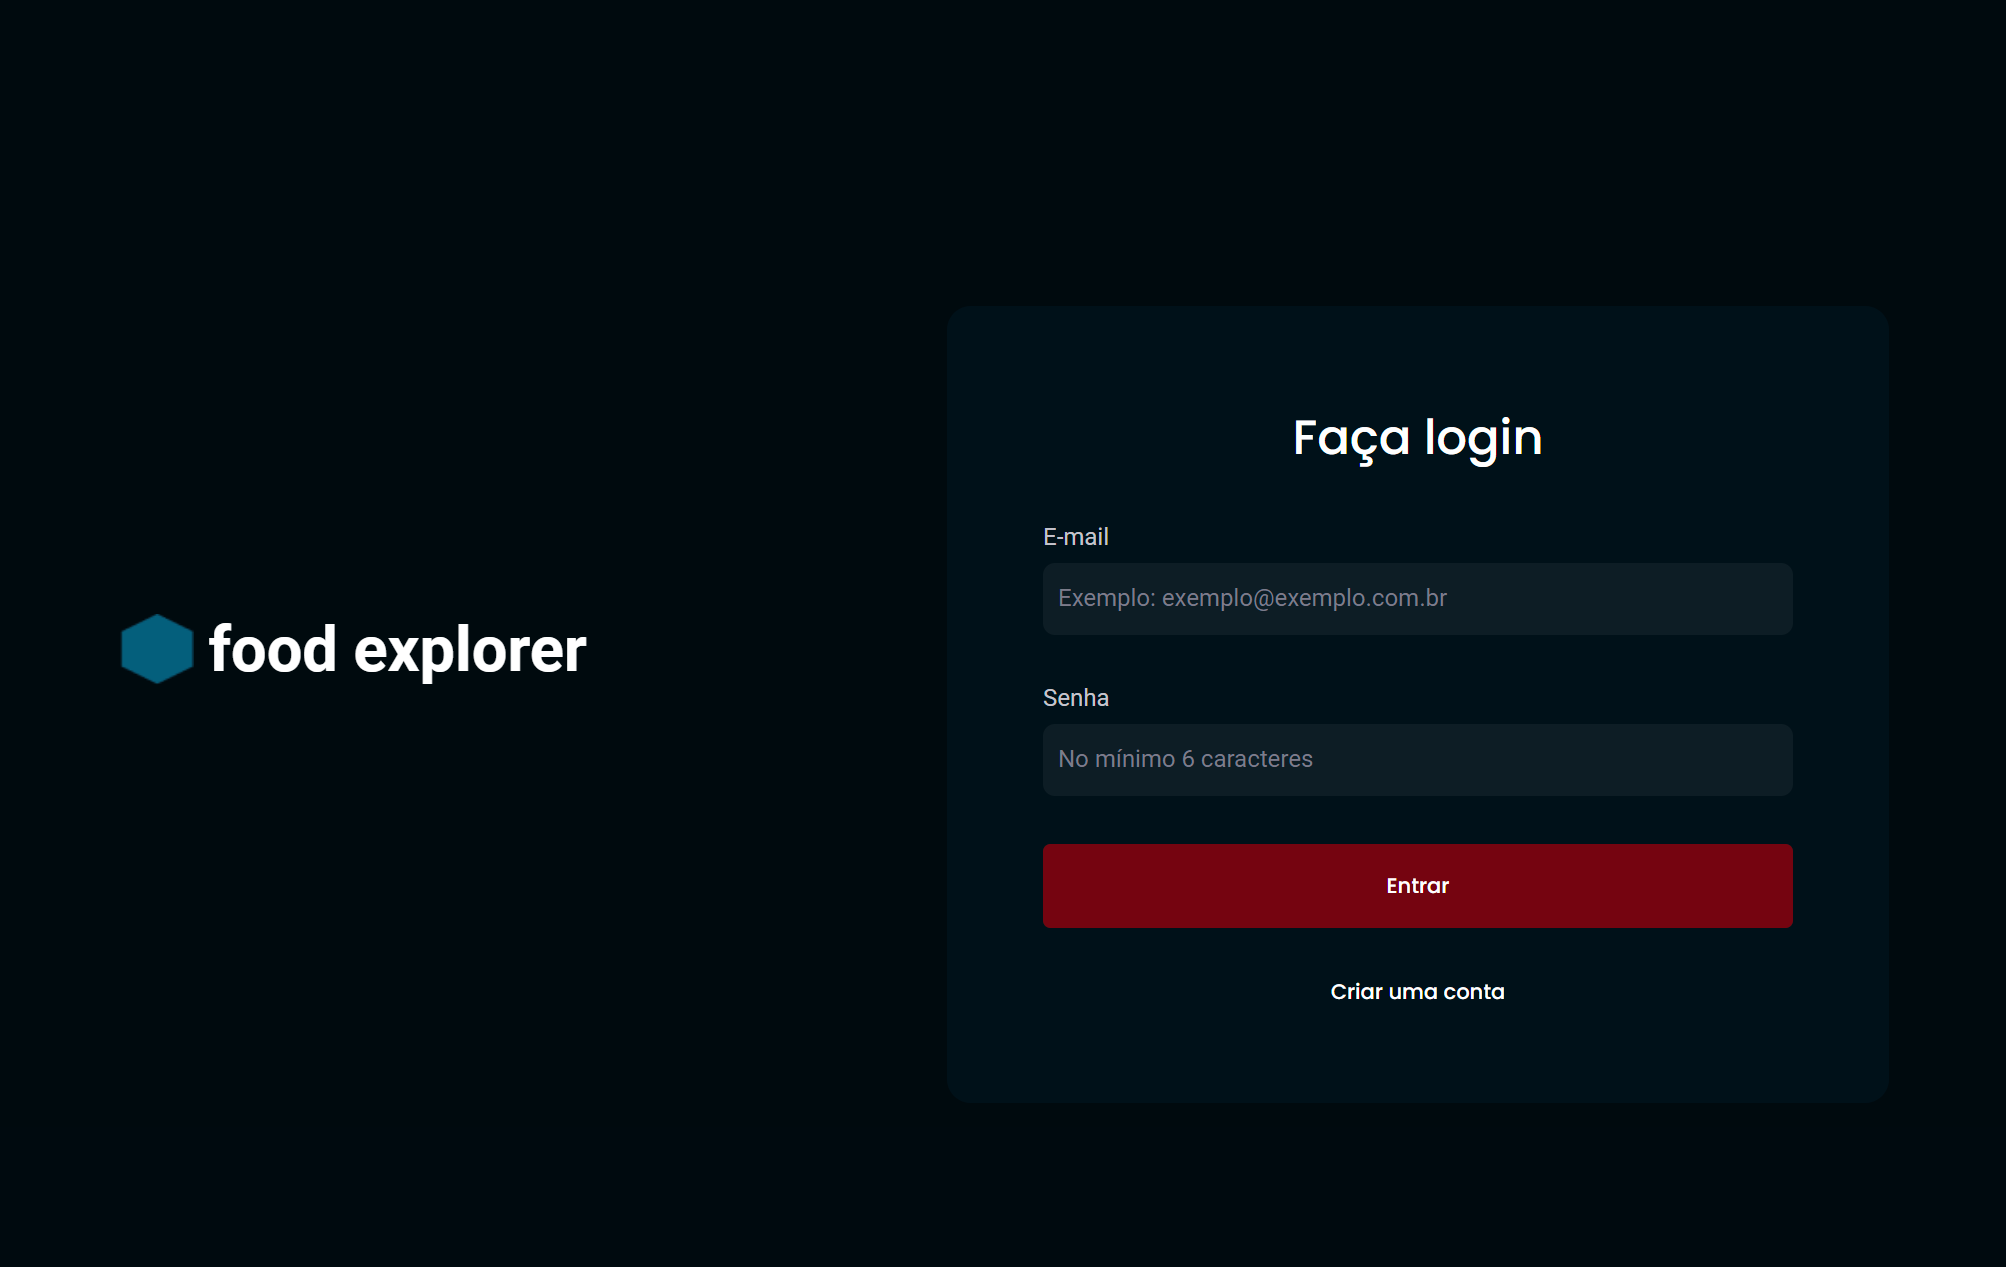 food explorer
Faça login
E-mail
Exemplo: exemplo@exemplo.com.br
Senha
No mínimo 6 caracteres
Entrar
Criar uma conta